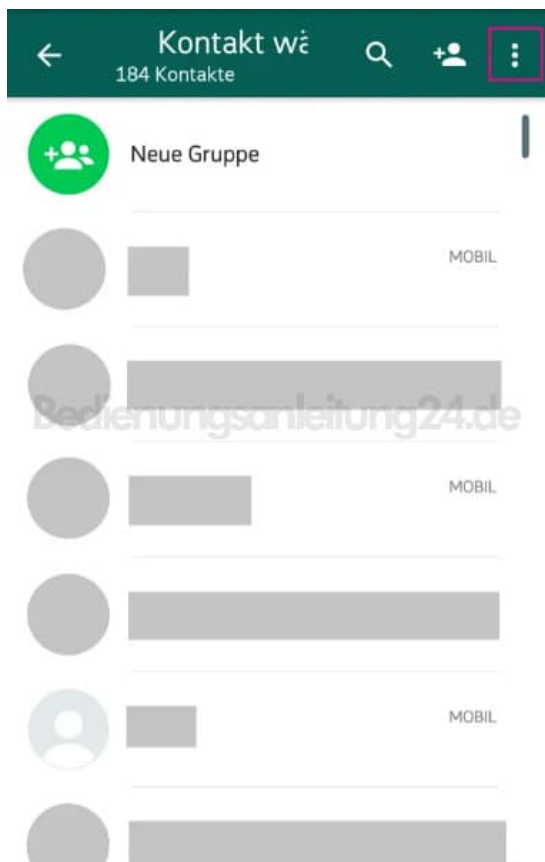 Kontakt wä
184 Kontakte
Neue Gruppe
MOBIL
Bedienungsanleitung24.de
MOBIL
MOBIL